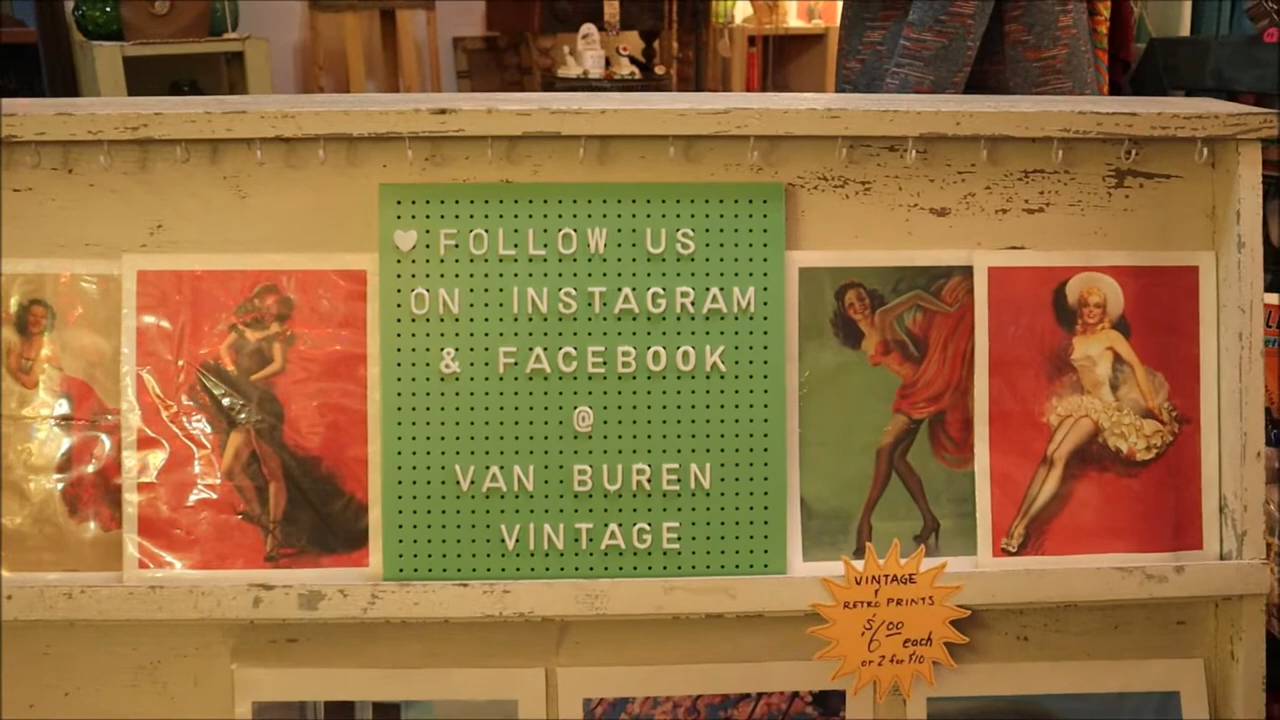 ♥ FOLLOW US
ON INSTAGRAM
& FACEBOOK
@
VAN BUREN
VINTAGE
VINTAGE
&
RETRO PRINTS
$6.00 each
or 2 for $10